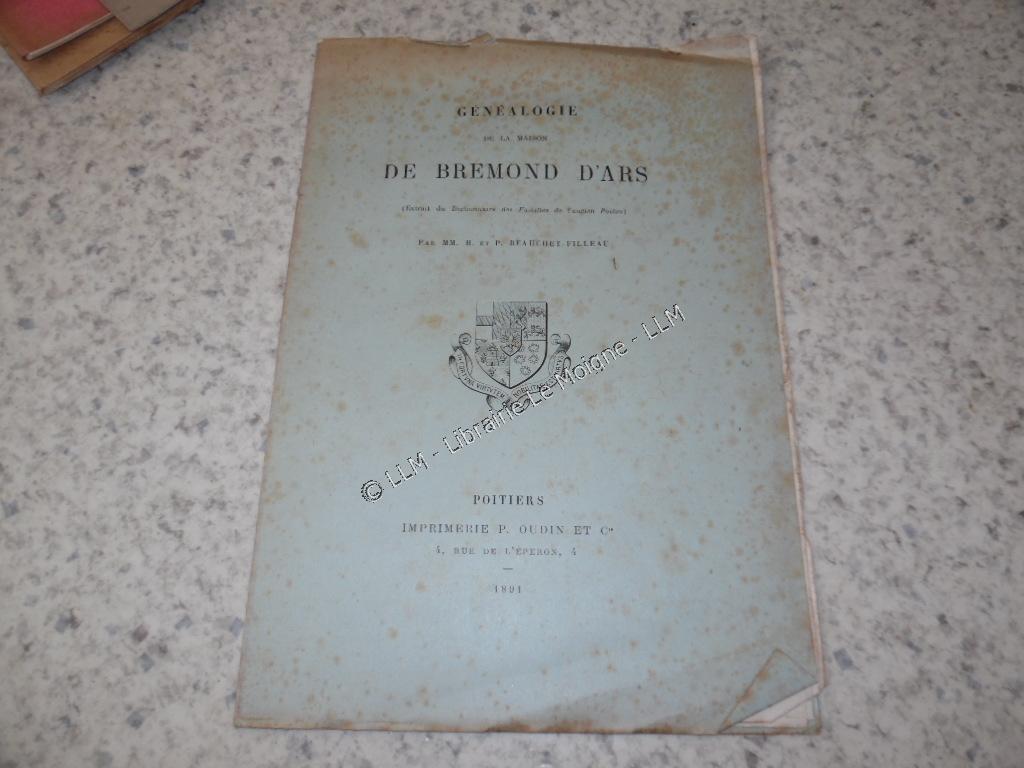 GÉNÉALOGIE
DE LA MAISON
DE BREMOND D'ARS
(Extrait du Dictionnaire des Familles de l'ancien Poitou)
PAR MM. H. ET P. BEAUCHET-FILLEAU
VIRTVTEM
© LLM - Librairie Le Moigne - LLM
POITIERS
IMPRIMERIE P. OUDIN ET Cie
4, RUE DE L'ÉPERON, 4
1891